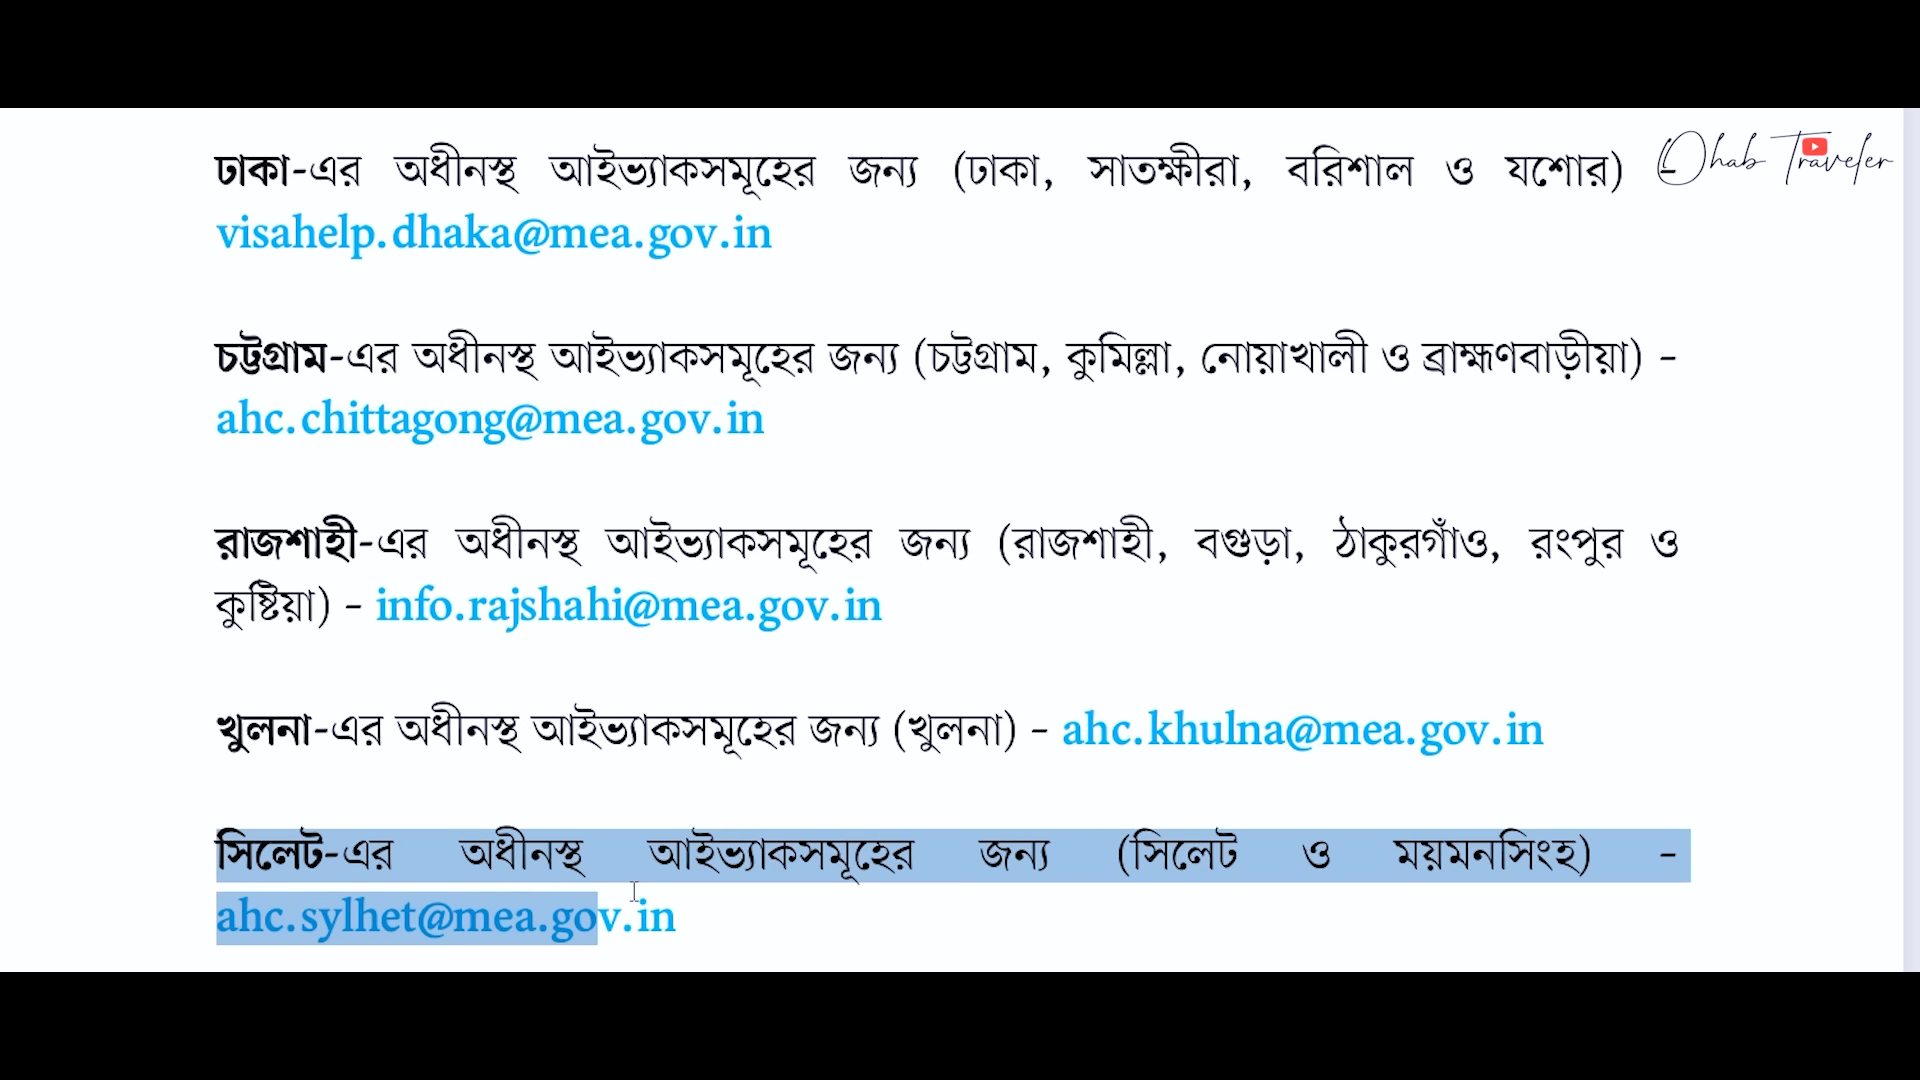 ঢাকা-এর অধীনস্থ আইভ্যাকসমূহের জন্য (ঢাকা, সাতক্ষীরা, বরিশাল ও যশোর) –
Dhab Traveler
visahelp.dhaka@mea.gov.in
চট্টগ্রাম-এর অধীনস্থ আইভ্যাকসমূহের জন্য (চট্টগ্রাম, কুমিল্লা, নোয়াখালী ও ব্রাহ্মণবাড়ীয়া) –
ahc.chittagong@mea.gov.in
রাজশাহী-এর অধীনস্থ আইভ্যাকসমূহের জন্য (রাজশাহী, বগুড়া, ঠাকুরগাঁও, রংপুর ও
কুষ্টিয়া) – info.rajshahi@mea.gov.in
খুলনা-এর অধীনস্থ আইভ্যাকসমূহের জন্য (খুলনা) – ahc.khulna@mea.gov.in
সিলেট-এর অধীনস্থ আইভ্যাকসমূহের জন্য (সিলেট ও ময়মনসিংহ) –
ahc.sylhet@mea.gov.in